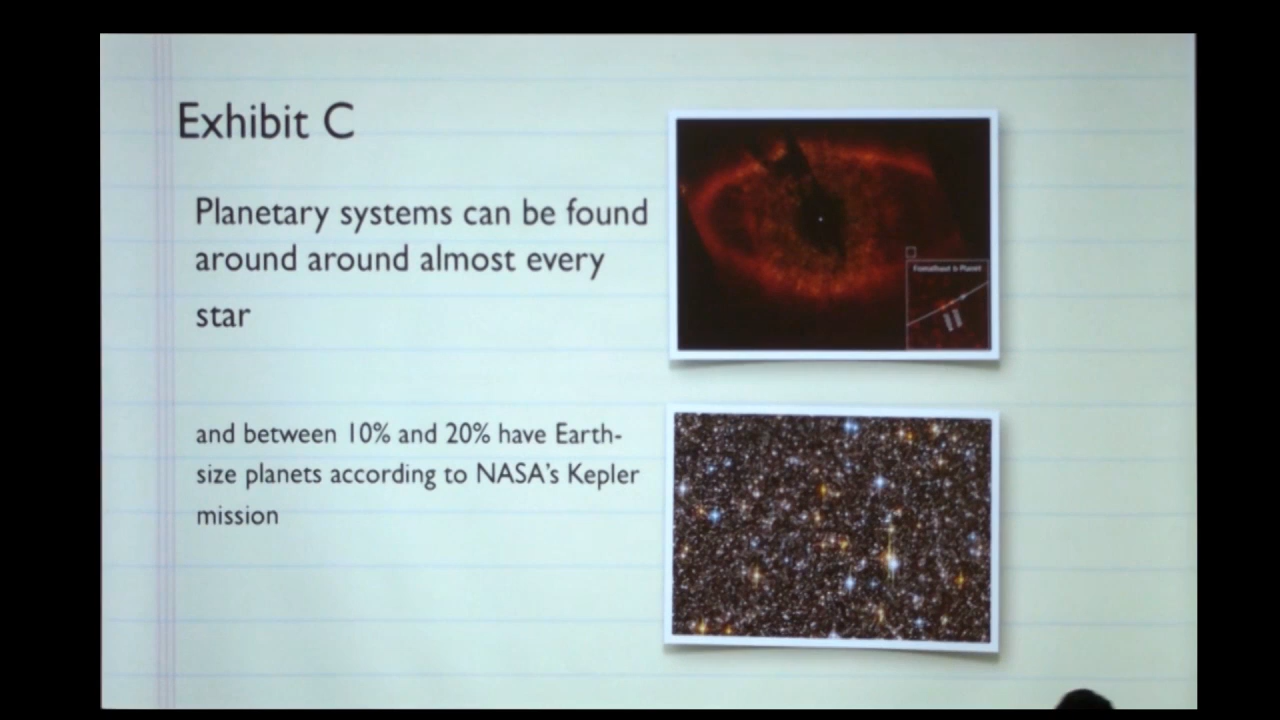 Exhibit C
Planetary systems can be found
around around almost every
star
and between 10% and 20% have Earth-
size planets according to NASA's Kepler
mission
Fomalhaut b Planet